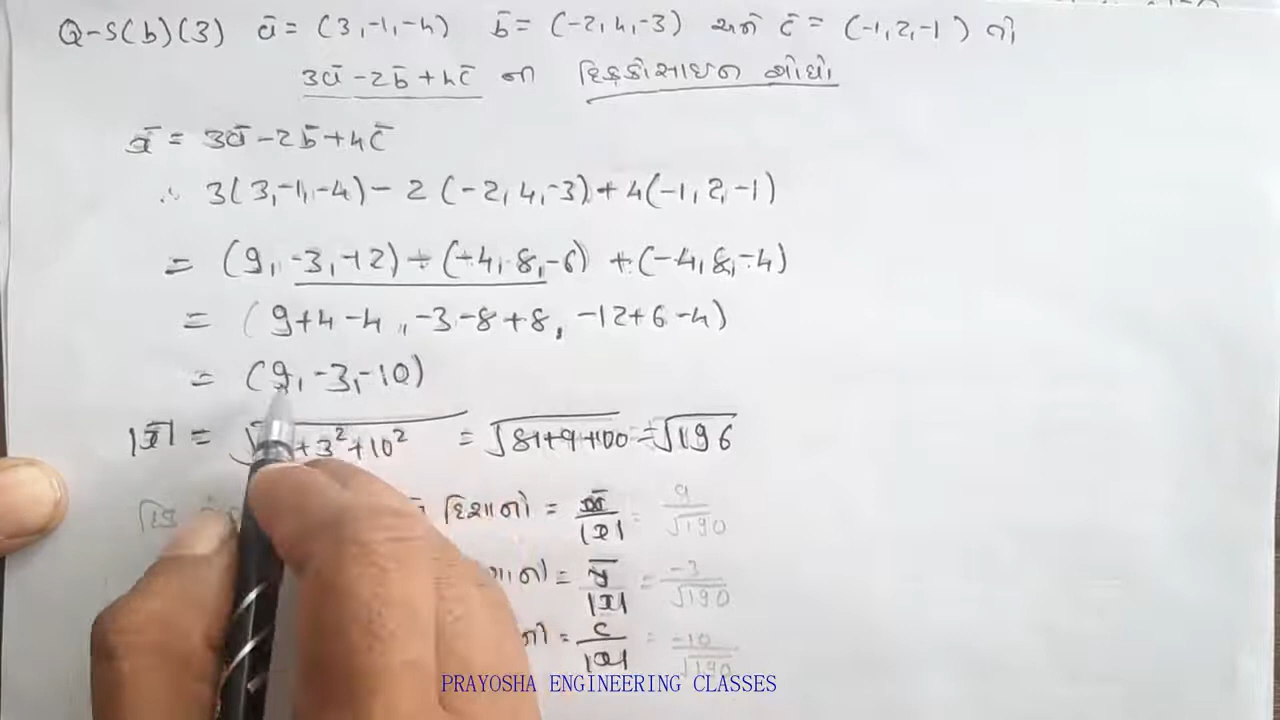 Q-5(b)(3) ā = (3,-1,-4) b̄ = (-2,4,-3) અને c̄ = (-1,2,-1) તો
3ā-2b̄+4c̄ ના દિક્કોસાઇન શોધો
x̄ = 3ā-2b̄+4c̄
∴ 3(3,-1,-4) - 2(-2,4,-3) + 4(-1,2,-1)
= (9,-3,-12) - (-4,8,-6) + (-4,8,-4)
= (9+4-4, -3-8+8, -12+6-4)
= (9,-3,-10)
|x̄| = √ +3²+10² = √81+9+100 = √196
દિશાનો = /|x| = 9/√190
= /|x| = -3/√190
નો = c/|x| = -10/√190
PRAYOSHA ENGINEERING CLASSES